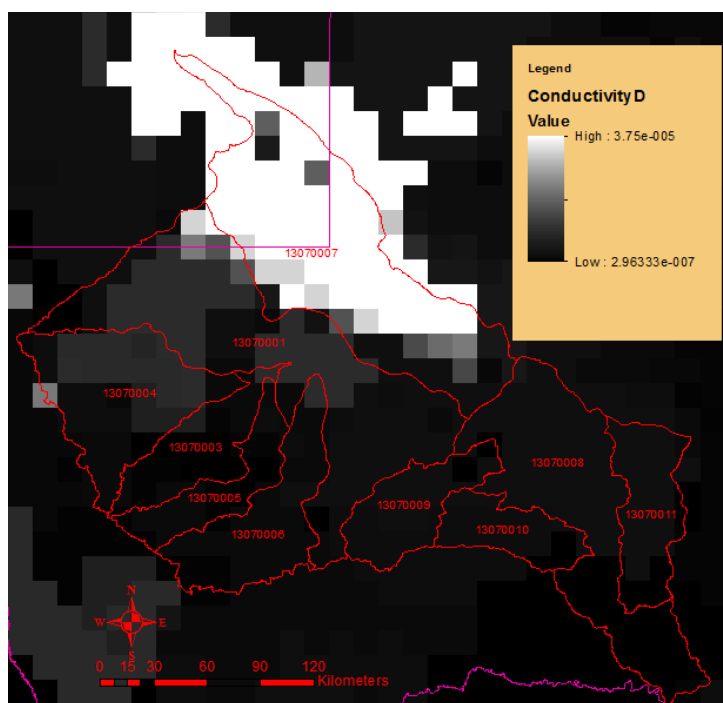 Legend
ConductivityD
Value
High : 3.75e-005
Low : 2.96333e-007
13070007
13070001
13070004
13070003
13070008
13070005
13070009
13070011
13070006
13070010
N
W E
S
0 15 30 60 90 120
Kilometers